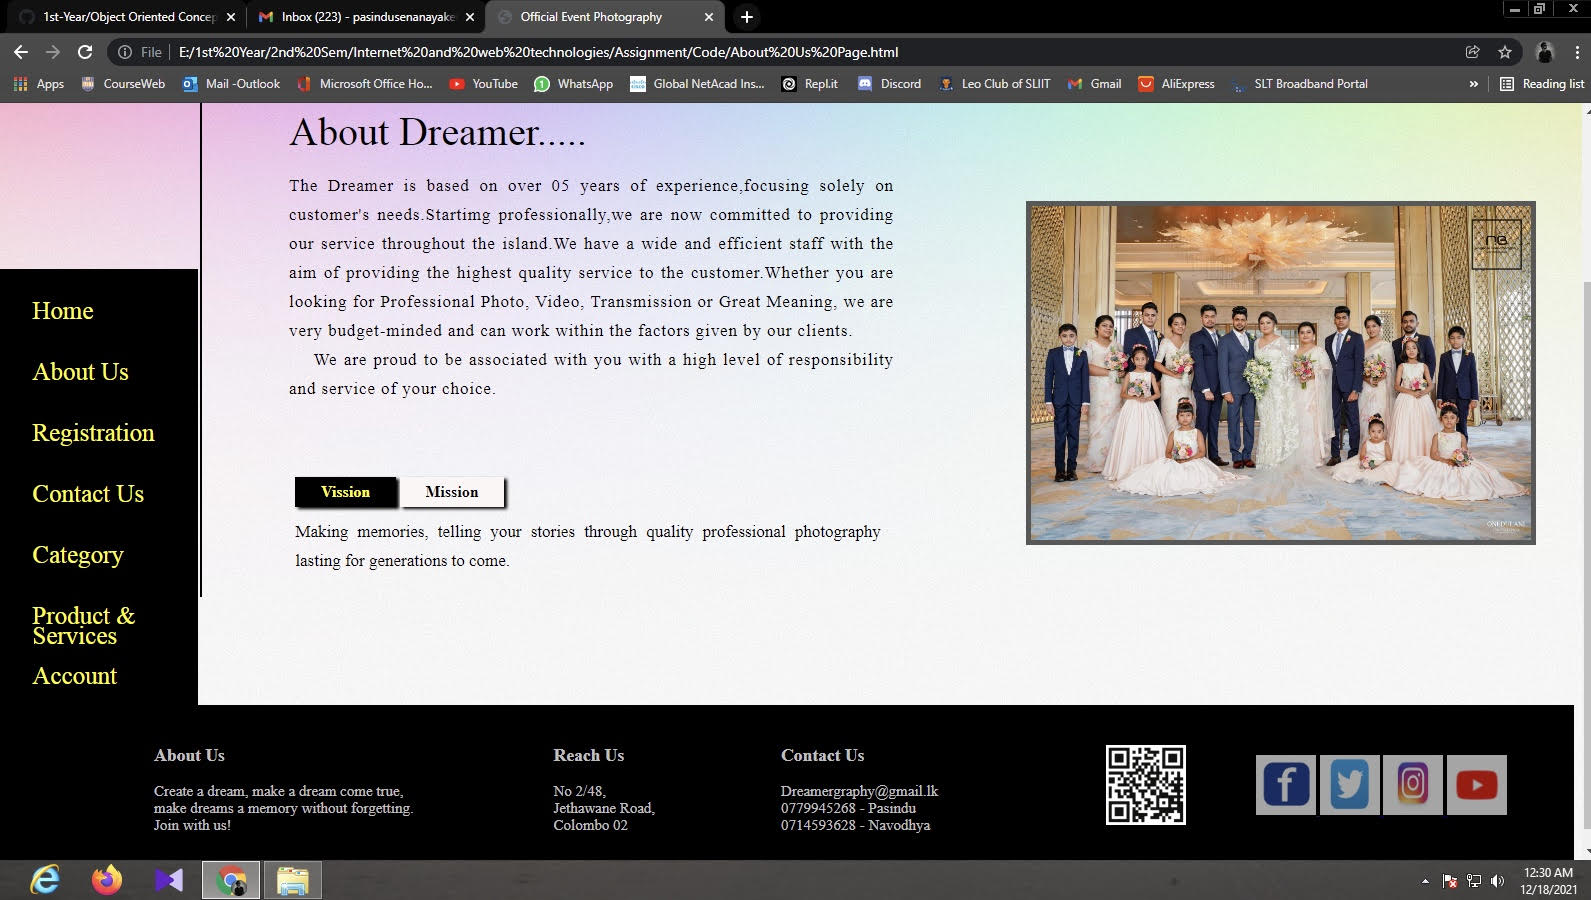 1st-Year/Object Oriented Concep
Inbox (223) - pasindusenanayake
Official Event Photography
File
E:/1st%20Year/2nd%20Sem/Internet%20and%20web%20technologies/Assignment/Code/About%20Us%20Page.html
Apps
CourseWeb
Mail -Outlook
Microsoft Office Ho...
YouTube
WhatsApp
Global NetAcad Ins...
Repl.it
Discord
Leo Club of SLIIT
Gmail
AliExpress
SLT Broadband Portal
»
Reading list
About Dreamer.....
The Dreamer is based on over 05 years of experience,focusing solely on
customer's needs.Startimg professionally,we are now committed to providing
our service throughout the island.We have a wide and efficient staff with the
aim of providing the highest quality service to the customer.Whether you are
looking for Professional Photo, Video, Transmission or Great Meaning, we are
very budget-minded and can work within the factors given by our clients.
We are proud to be associated with you with a high level of responsibility
and service of your choice.
Home
About Us
Registration
Contact Us
Category
Product &
Services
Account
Vission
Mission
Making memories, telling your stories through quality professional photography
lasting for generations to come.
About Us
Create a dream, make a dream come true,
make dreams a memory without forgetting.
Join with us!
Reach Us
No 2/48,
Jethawane Road,
Colombo 02
Contact Us
Dreamergraphy@gmail.lk
0779945268 - Pasindu
0714593628 - Navodhya
12:30 AM
12/18/2021